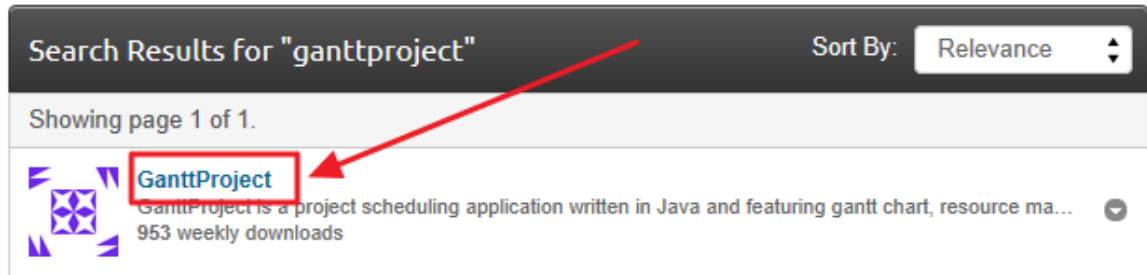 Search Results for "ganttproject"
Sort By: Relevance
Showing page 1 of 1.
GanttProject
GanttProject is a project scheduling application written in Java and featuring gantt chart, resource ma...
953 weekly downloads